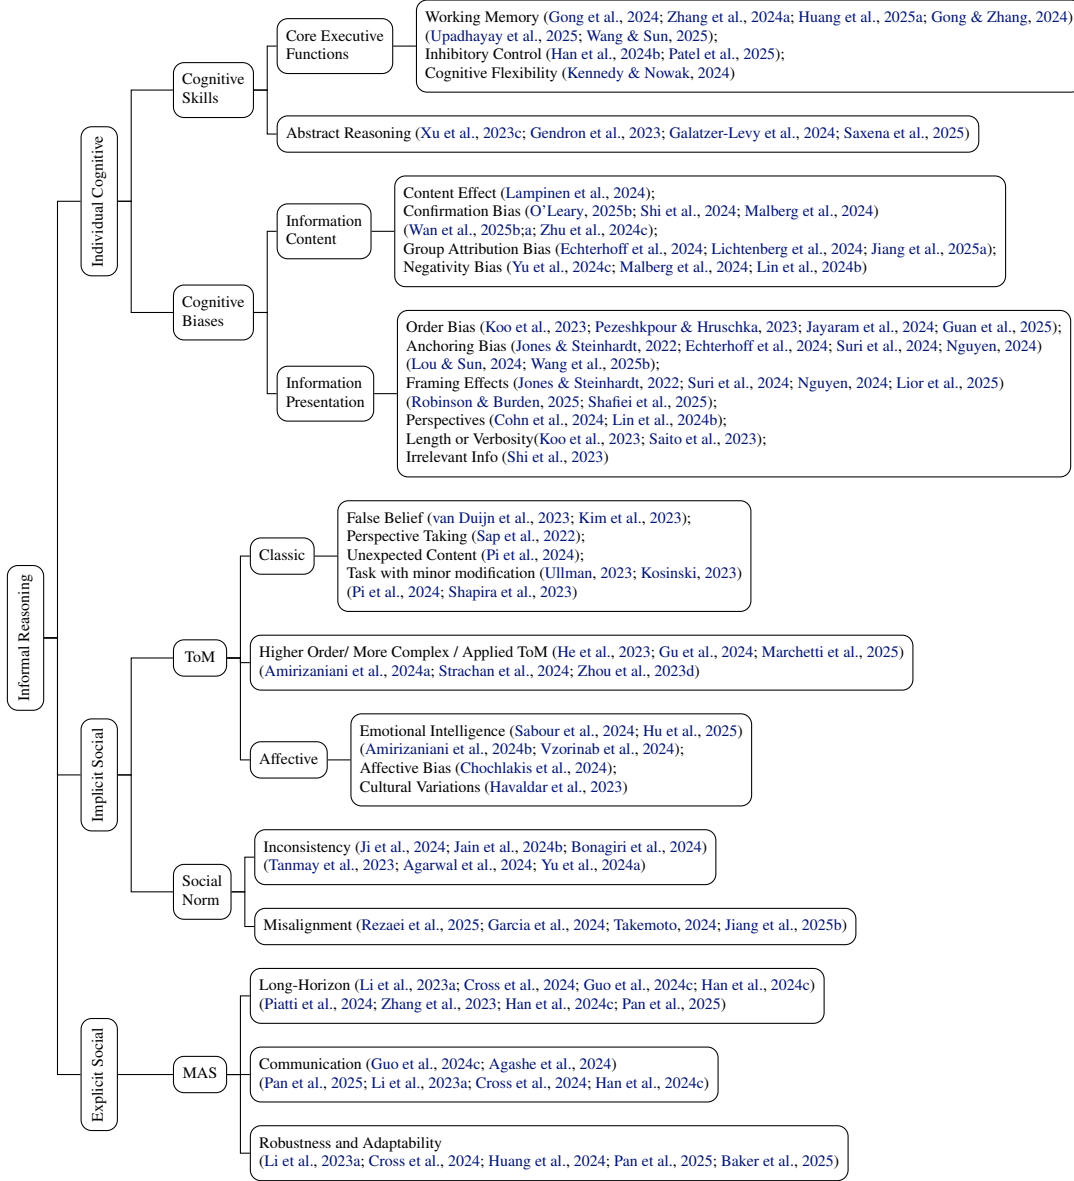 Informal Reasoning
Individual Cognitive
Cognitive
Skills
Core Executive
Functions
Working Memory (Gong et al., 2024; Zhang et al., 2024a; Huang et al., 2025a; Gong & Zhang, 2024)
(Upadhayay et al., 2025; Wang & Sun, 2025);
Inhibitory Control (Han et al., 2024b; Patel et al., 2025);
Cognitive Flexibility (Kennedy & Nowak, 2024)
Abstract Reasoning (Xu et al., 2023c; Gendron et al., 2023; Galatzer-Levy et al., 2024; Saxena et al., 2025)
Cognitive
Biases
Information
Content
Content Effect (Lampinen et al., 2024);
Confirmation Bias (O'Leary, 2025b; Shi et al., 2024; Malberg et al., 2024)
(Wan et al., 2025b;a; Zhu et al., 2024c);
Group Attribution Bias (Echterhoff et al., 2024; Lichtenberg et al., 2024; Jiang et al., 2025a);
Negativity Bias (Yu et al., 2024c; Malberg et al., 2024; Lin et al., 2024b)
Information
Presentation
Order Bias (Koo et al., 2023; Pezeshkpour & Hruschka, 2023; Jayaram et al., 2024; Guan et al., 2025);
Anchoring Bias (Jones & Steinhardt, 2022; Echterhoff et al., 2024; Suri et al., 2024; Nguyen, 2024)
(Lou & Sun, 2024; Wang et al., 2025b);
Framing Effects (Jones & Steinhardt, 2022; Suri et al., 2024; Nguyen, 2024; Lior et al., 2025)
(Robinson & Burden, 2025; Shafiei et al., 2025);
Perspectives (Cohn et al., 2024; Lin et al., 2024b);
Length or Verbosity(Koo et al., 2023; Saito et al., 2023);
Irrelevant Info (Shi et al., 2023)
Implicit Social
ToM
Classic
False Belief (van Duijn et al., 2023; Kim et al., 2023);
Perspective Taking (Sap et al., 2022);
Unexpected Content (Pi et al., 2024);
Task with minor modification (Ullman, 2023; Kosinski, 2023)
(Pi et al., 2024; Shapira et al., 2023)
Higher Order/ More Complex / Applied ToM (He et al., 2023; Gu et al., 2024; Marchetti et al., 2025)
(Amirizaniani et al., 2024a; Strachan et al., 2024; Zhou et al., 2023d)
Affective
Emotional Intelligence (Sabour et al., 2024; Hu et al., 2025)
(Amirizaniani et al., 2024b; Vzorinab et al., 2024);
Affective Bias (Chochlakis et al., 2024);
Cultural Variations (Havaldar et al., 2023)
Social
Norm
Inconsistency (Ji et al., 2024; Jain et al., 2024b; Bonagiri et al., 2024)
(Tanmay et al., 2023; Agarwal et al., 2024; Yu et al., 2024a)
Misalignment (Rezaei et al., 2025; Garcia et al., 2024; Takemoto, 2024; Jiang et al., 2025b)
Explicit Social
MAS
Long-Horizon (Li et al., 2023a; Cross et al., 2024; Guo et al., 2024c; Han et al., 2024c)
(Piatti et al., 2024; Zhang et al., 2023; Han et al., 2024c; Pan et al., 2025)
Communication (Guo et al., 2024c; Agashe et al., 2024)
(Pan et al., 2025; Li et al., 2023a; Cross et al., 2024; Han et al., 2024c)
Robustness and Adaptability
(Li et al., 2023a; Cross et al., 2024; Huang et al., 2024; Pan et al., 2025; Baker et al., 2025)